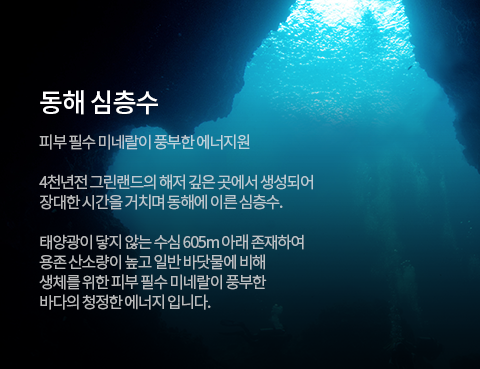 동해 심층수
피부 필수 미네랄이 풍부한 에너지원
4천년전 그린랜드의 해저 깊은 곳에서 생성되어
장대한 시간을 거치며 동해에 이른 심층수.
태양광이 닿지 않는 수심 605m 아래 존재하여
용존 산소량이 높고 일반 바닷물에 비해
생체를 위한 피부 필수 미네랄이 풍부한
바다의 청정한 에너지 입니다.